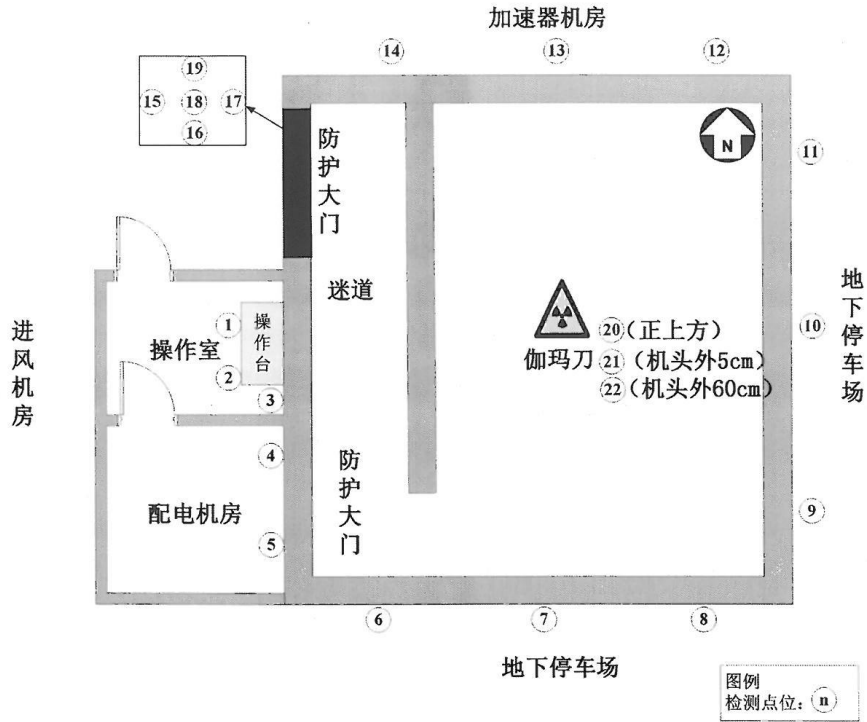 加速器机房
14
13
12
19
15
18
17
16
防护大门
N
11
迷道
进风机房
1
操作台
操作室
2
3
20（正上方）
伽玛刀
21（机头外5cm）
22（机头外60cm）
10
地下停车场
4
配电机房
5
防护大门
9
6
7
8
地下停车场
图例
检测点位：n